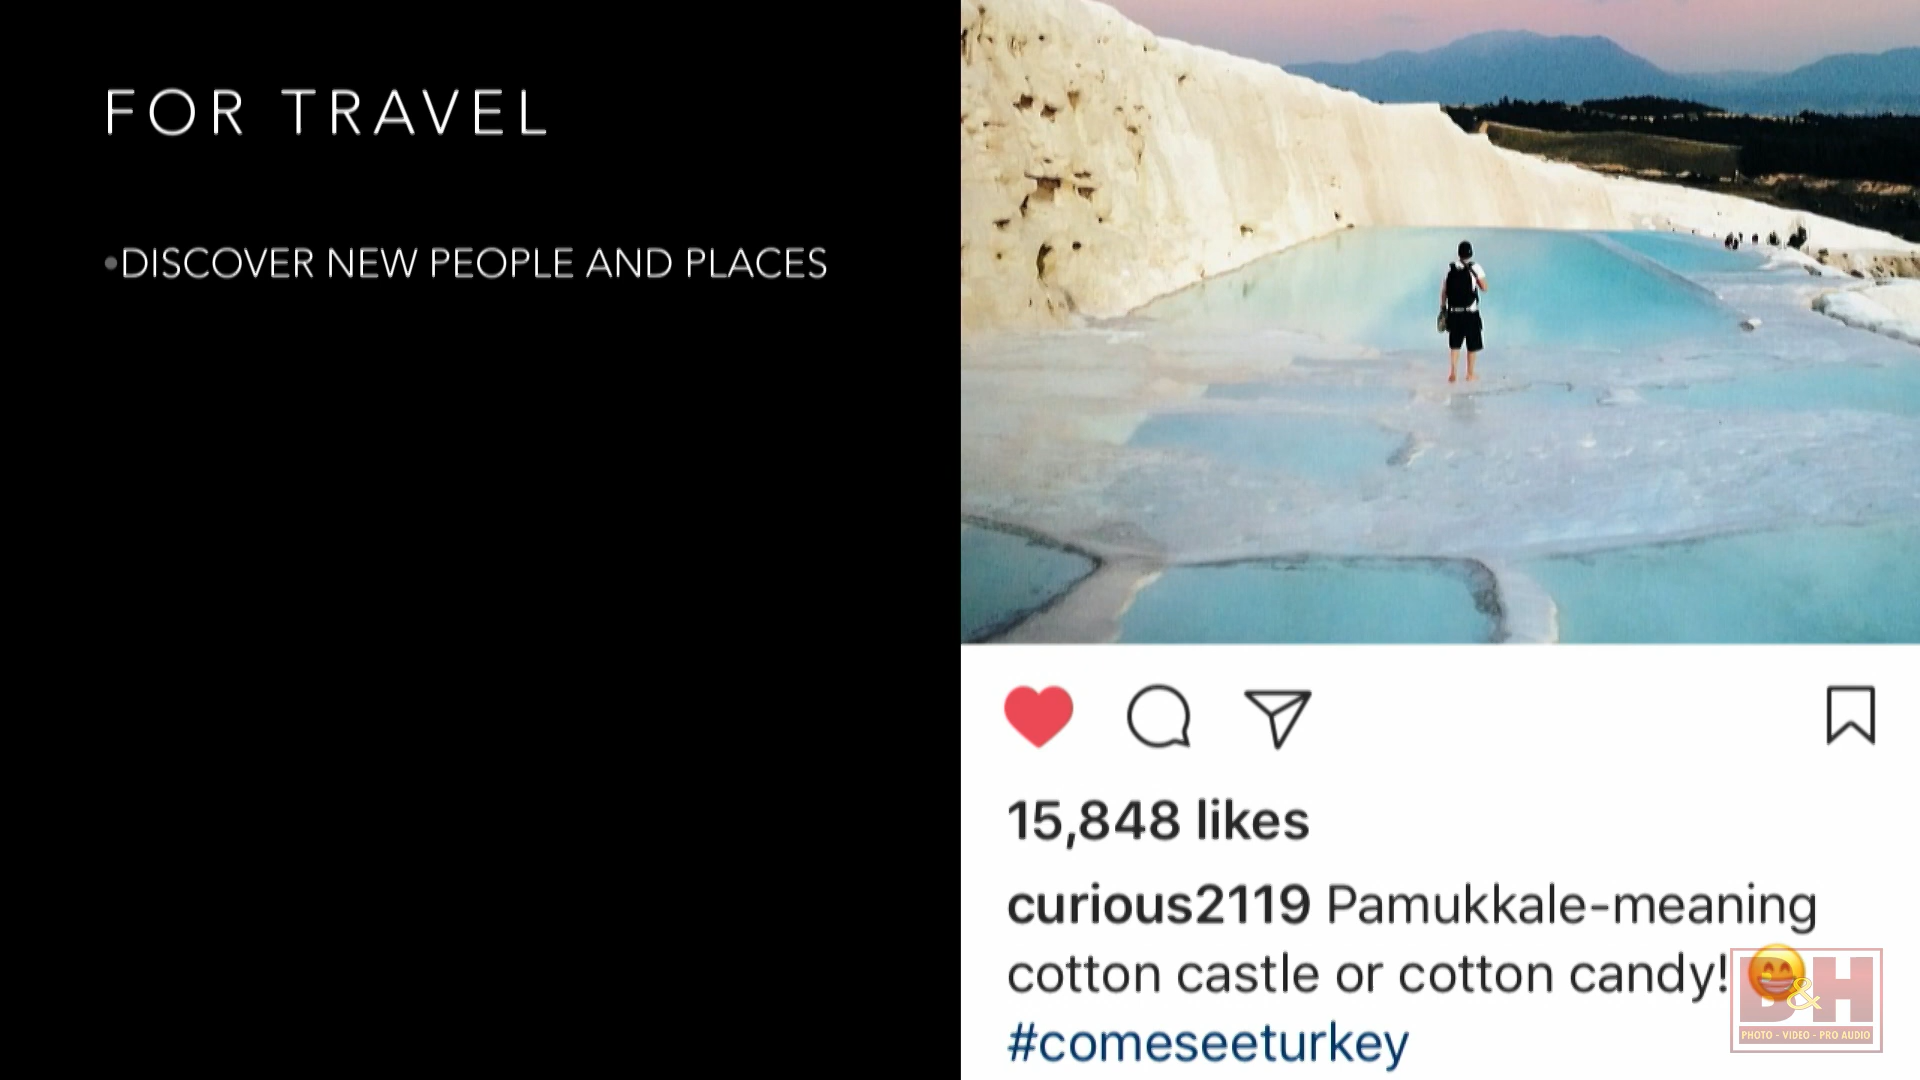 FOR TRAVEL
•DISCOVER NEW PEOPLE AND PLACES
15,848 likes
curious2119 Pamukkale-meaning
cotton castle or cotton candy! 😄
#comeseeturkey
B&H
PHOTO - VIDEO - PRO AUDIO